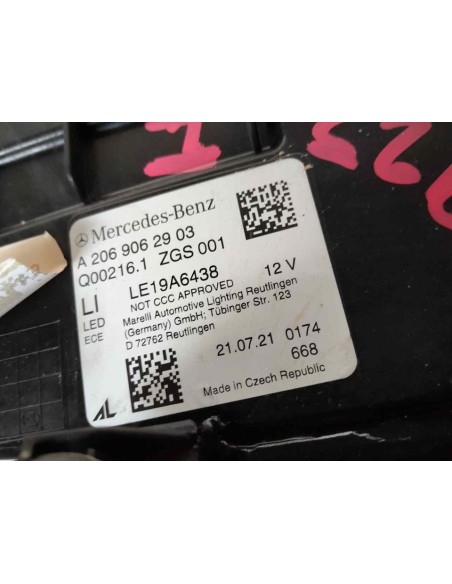 Mercedes-Benz
A 206 906 29 03
Q00216.1 ZGS 001
LI LE19A6438 12 V
LED NOT CCC APPROVED
ECE Marelli Automotive Lighting Reutlingen
(Germany) GmbH; Tübinger Str. 123
D 72762 Reutlingen
21.07.21 0174
668
AL Made in Czech Republic